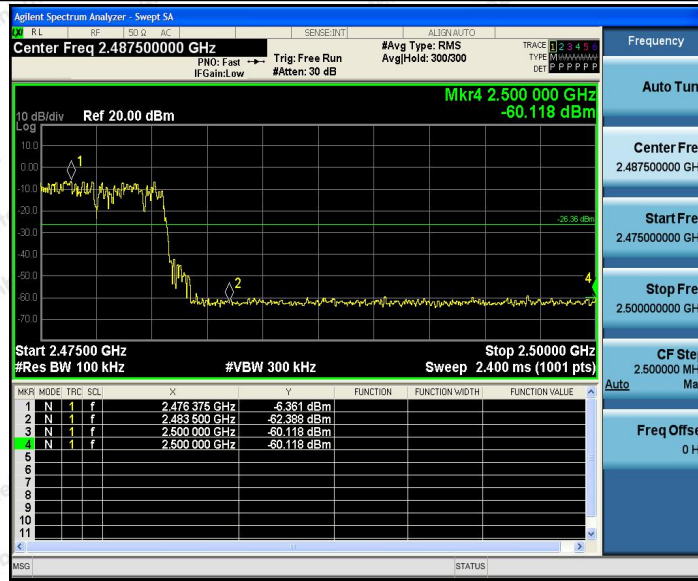 Agilent Spectrum Analyzer - Swept SA
RL RF 50 Ω AC SENSE:INT ALIGN AUTO
Center Freq 2.487500000 GHz
PNO: Fast
IFGain:Low
Trig: Free Run
#Atten: 30 dB
#Avg Type: RMS
Avg|Hold: 300/300
TRACE 1 2 3 4 5 6
TYPE M
DET P P P P P P
Mkr4 2.500 000 GHz
-60.118 dBm
10 dB/div Ref 20.00 dBm
Log
10.0
0.00
-10.0
-20.0
-30.0
-40.0
-50.0
-60.0
-70.0
1
2
4
-26.36 dBm
Start 2.47500 GHz Stop 2.50000 GHz
#Res BW 100 kHz #VBW 300 kHz Sweep 2.400 ms (1001 pts)
MKR MODE TRC SCL X Y FUNCTION FUNCTION WIDTH FUNCTION VALUE
1 N 1 f 2.476 375 GHz -6.361 dBm
2 N 1 f 2.483 500 GHz -62.388 dBm
3 N 1 f 2.500 000 GHz -60.118 dBm
4 N 1 f 2.500 000 GHz -60.118 dBm
5
6
7
8
9
10
11
MSG STATUS
Frequency
Auto Tun
Center Fre
2.487500000 GH
Start Fre
2.475000000 GH
Stop Fre
2.500000000 GH
CF Ste
2.500000 MH
Auto Ma
Freq Offse
0 H